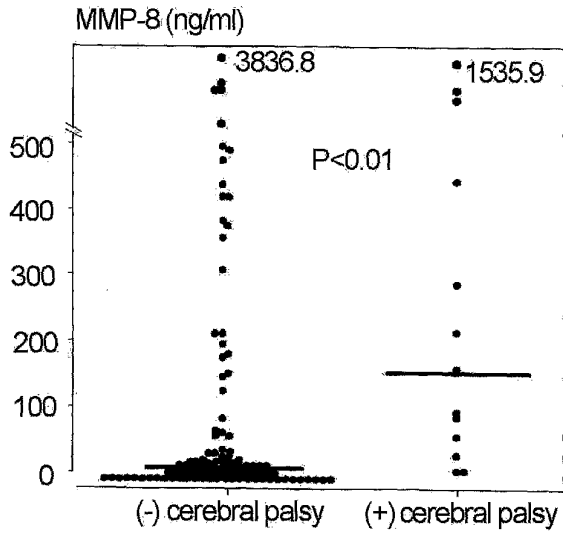 MMP-8 (ng/ml)
3836.8
1535.9
500
P<0.01
400
300
200
100
0
(-) cerebral palsy
(+) cerebral palsy